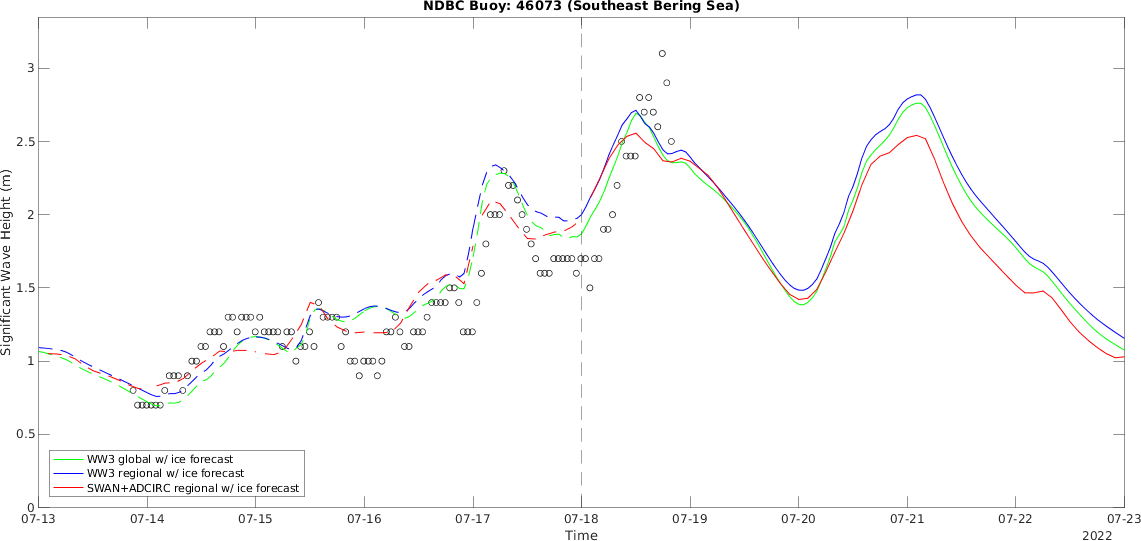 NDBC Buoy: 46073 (Southeast Bering Sea)
Significant Wave Height (m)
3
2.5
2
1.5
1
0.5
0
WW3 global w/ ice forecast
WW3 regional w/ ice forecast
SWAN+ADCIRC regional w/ ice forecast
07-13 07-14 07-15 07-16 07-17 07-18 07-19 07-20 07-21 07-22 07-23
Time
2022